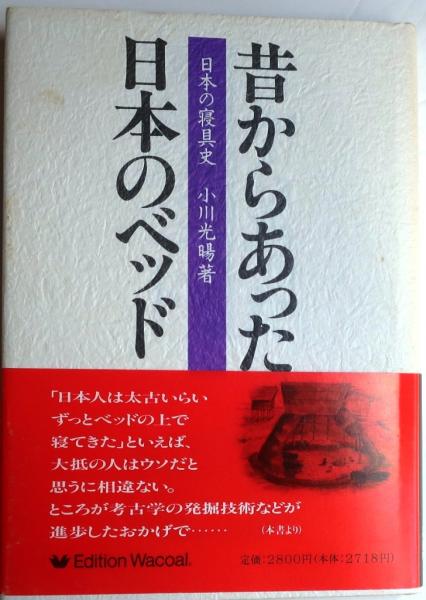 昔からあった
日本のベッド
日本の寝具史 小川光暘著
「日本人は太古いらい
ずっとベッドの上で
寝てきた」といえば、
大抵の人はウソだと
思うに相違ない。
ところが考古学の発掘技術などが
進歩したおかげで……
(本書より)
Edition Wacoal®
定価:2800円(本体:2718円)